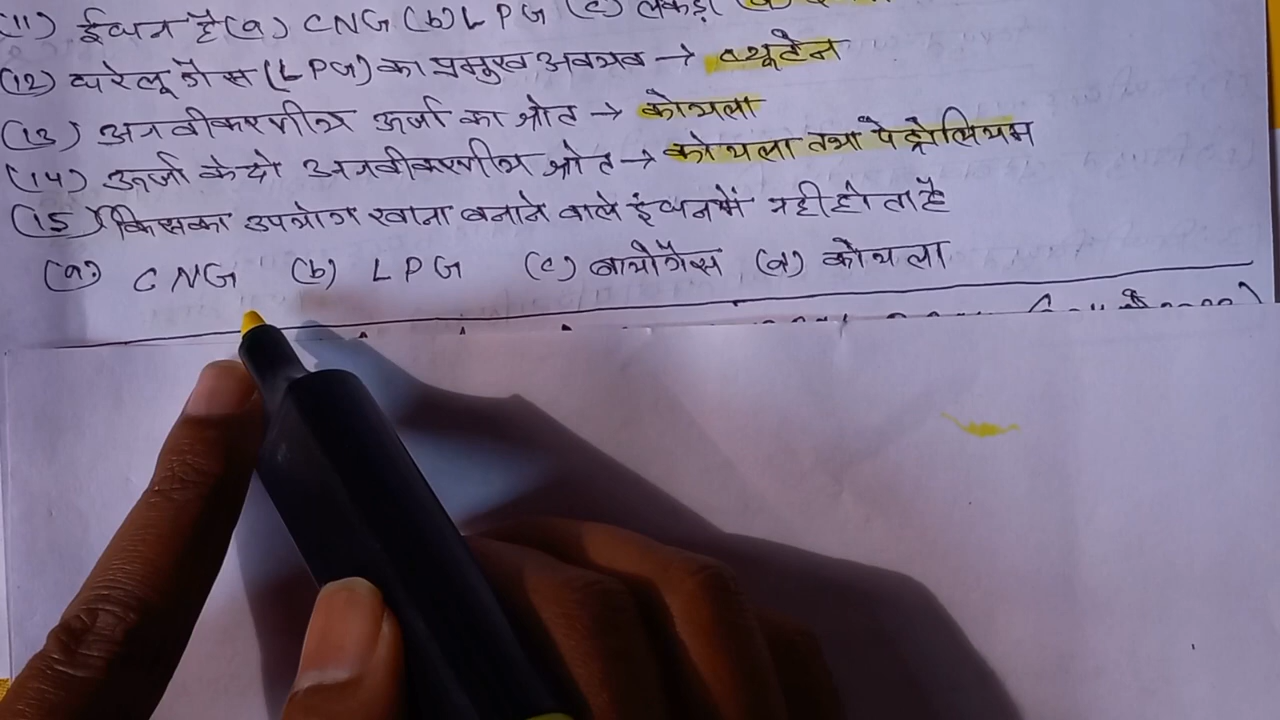 (11) ईंधन है (a) CNG (b) LPG (c) लकड़ी
(12) घरेलू गैस (LPG) का प्रमुख अवयव → ब्यूटेन
(13) अनवीकरणीय ऊर्जा का श्रोत → कोयला
(14) ऊर्जा के दो अनवीकरणीय श्रोत → कोयला तथा पेट्रोलियम
(15) किसका उपयोग खाना बनाने वाले इंधन में नही होता है
(a) CNG (b) LPG (c) बायोगैस (d) कोयला